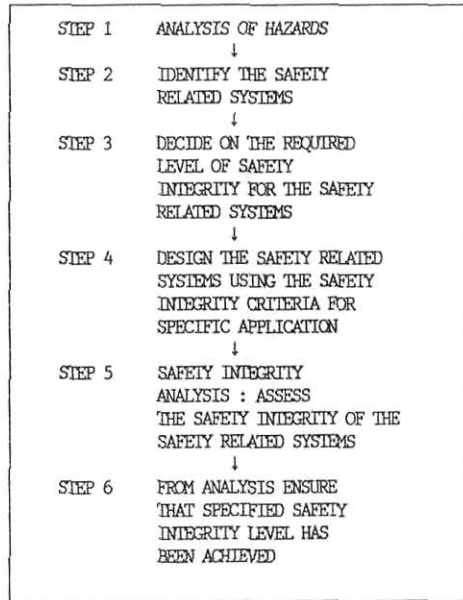 STEP 1 ANALYSIS OF HAZARDS
↓
STEP 2 IDENTIFY THE SAFETY
RELATED SYSTEMS
↓
STEP 3 DECIDE ON THE REQUIRED
LEVEL OF SAFETY
INTEGRITY FOR THE SAFETY
RELATED SYSTEMS
↓
STEP 4 DESIGN THE SAFETY RELATED
SYSTEMS USING THE SAFETY
INTEGRITY CRITERIA FOR
SPECIFIC APPLICATION
↓
STEP 5 SAFETY INTEGRITY
ANALYSIS : ASSESS
THE SAFETY INTEGRITY OF THE
SAFETY RELATED SYSTEMS
↓
STEP 6 FROM ANALYSIS ENSURE
THAT SPECIFIED SAFETY
INTEGRITY LEVEL HAS
BEEN ACHIEVED